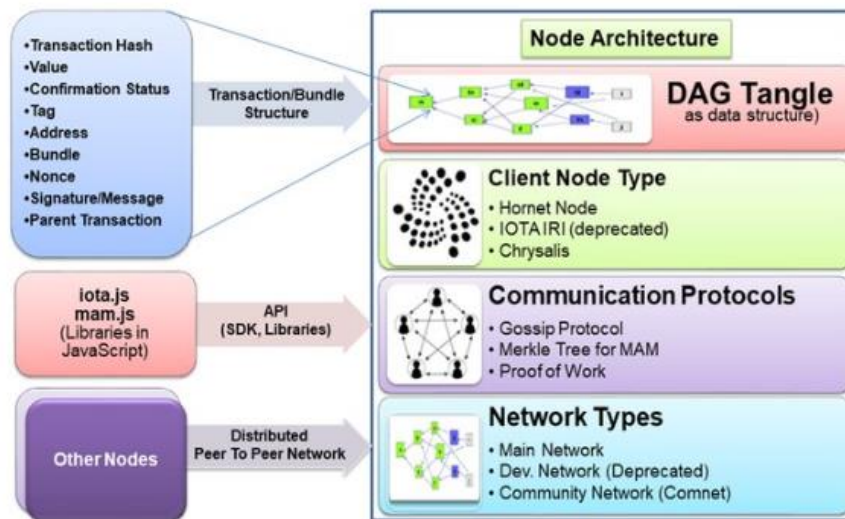 •Transaction Hash
•Value
•Confirmation Status
•Tag
•Address
•Bundle
•Nonce
•Signature/Message
•Parent Transaction
Transaction/Bundle
Structure
iota.js
mam.js
(Libraries in
JavaScript)
API
(SDK, Libraries)
Other Nodes
Distributed
Peer To Peer Network
Node Architecture
DAG Tangle
as data structure)
Client Node Type
• Hornet Node
• IOTA IRI (deprecated)
• Chrysalis
Communication Protocols
• Gossip Protocol
• Merkle Tree for MAM
• Proof of Work
Network Types
• Main Network
• Dev. Network (Deprecated)
• Community Network (Comnet)